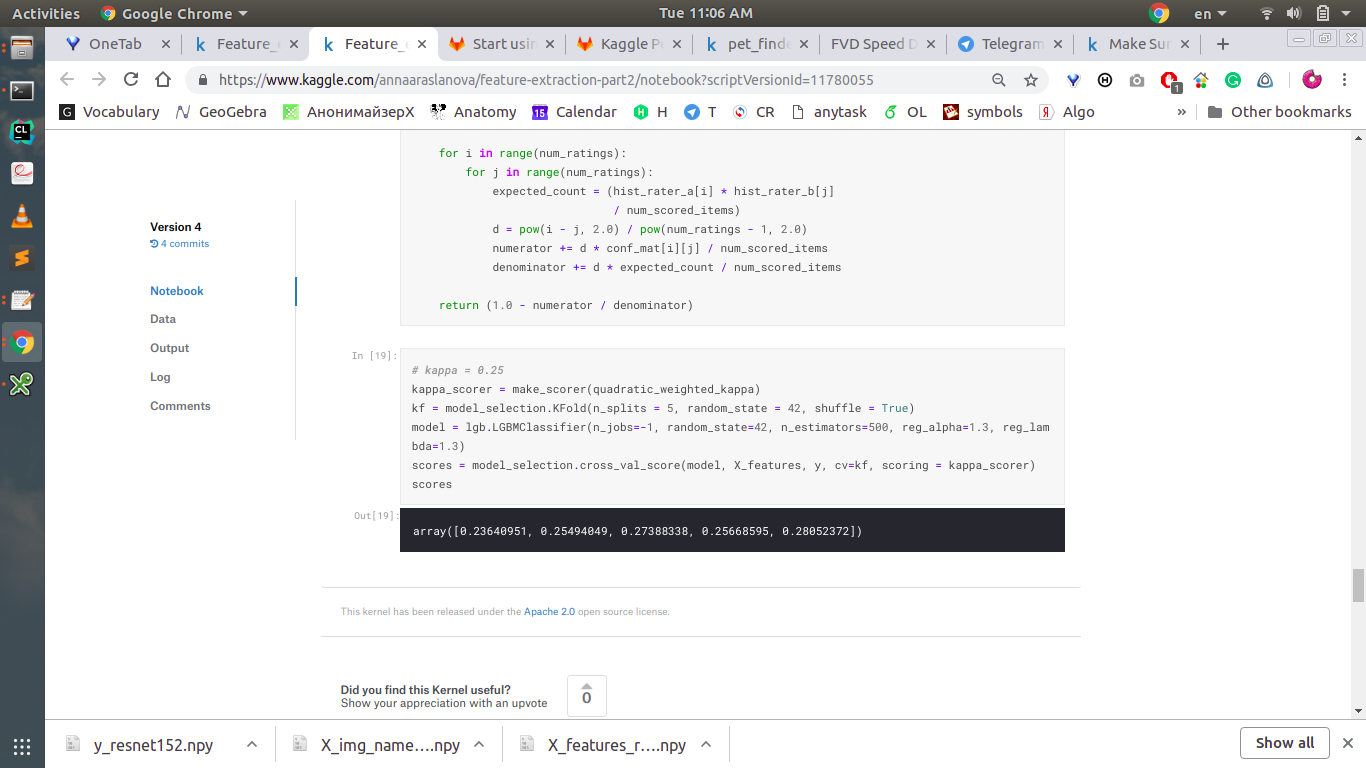 Activities Google Chrome Tue 11:06 AM en
OneTab Feature_ Feature_ Start usin Kaggle Pr pet_finde FVD Speed D Telegram Make Sur
https://www.kaggle.com/annaaraslanova/feature-extraction-part2/notebook?scriptVersionId=11780055
Vocabulary GeoGebra АнонимайзерХ Anatomy Calendar H T CR anytask OL symbols Algo » Other bookmarks
for i in range(num_ratings):
for j in range(num_ratings):
expected_count = (hist_rater_a[i] * hist_rater_b[j]
/ num_scored_items)
d = pow(i - j, 2.0) / pow(num_ratings - 1, 2.0)
numerator += d * conf_mat[i][j] / num_scored_items
denominator += d * expected_count / num_scored_items
return (1.0 - numerator / denominator)
Version 4
4 commits
Notebook
Data
Output
Log
Comments
In [19]:
# kappa = 0.25
kappa_scorer = make_scorer(quadratic_weighted_kappa)
kf = model_selection.KFold(n_splits = 5, random_state = 42, shuffle = True)
model = lgb.LGBMClassifier(n_jobs=-1, random_state=42, n_estimators=500, reg_alpha=1.3, reg_lam
bda=1.3)
scores = model_selection.cross_val_score(model, X_features, y, cv=kf, scoring = kappa_scorer)
scores
Out[19]:
array([0.23640951, 0.25494049, 0.27388338, 0.25668595, 0.28052372])
This kernel has been released under the Apache 2.0 open source license.
Did you find this Kernel useful?
Show your appreciation with an upvote
0
y_resnet152.npy X_img_name....npy X_features_r....npy Show all